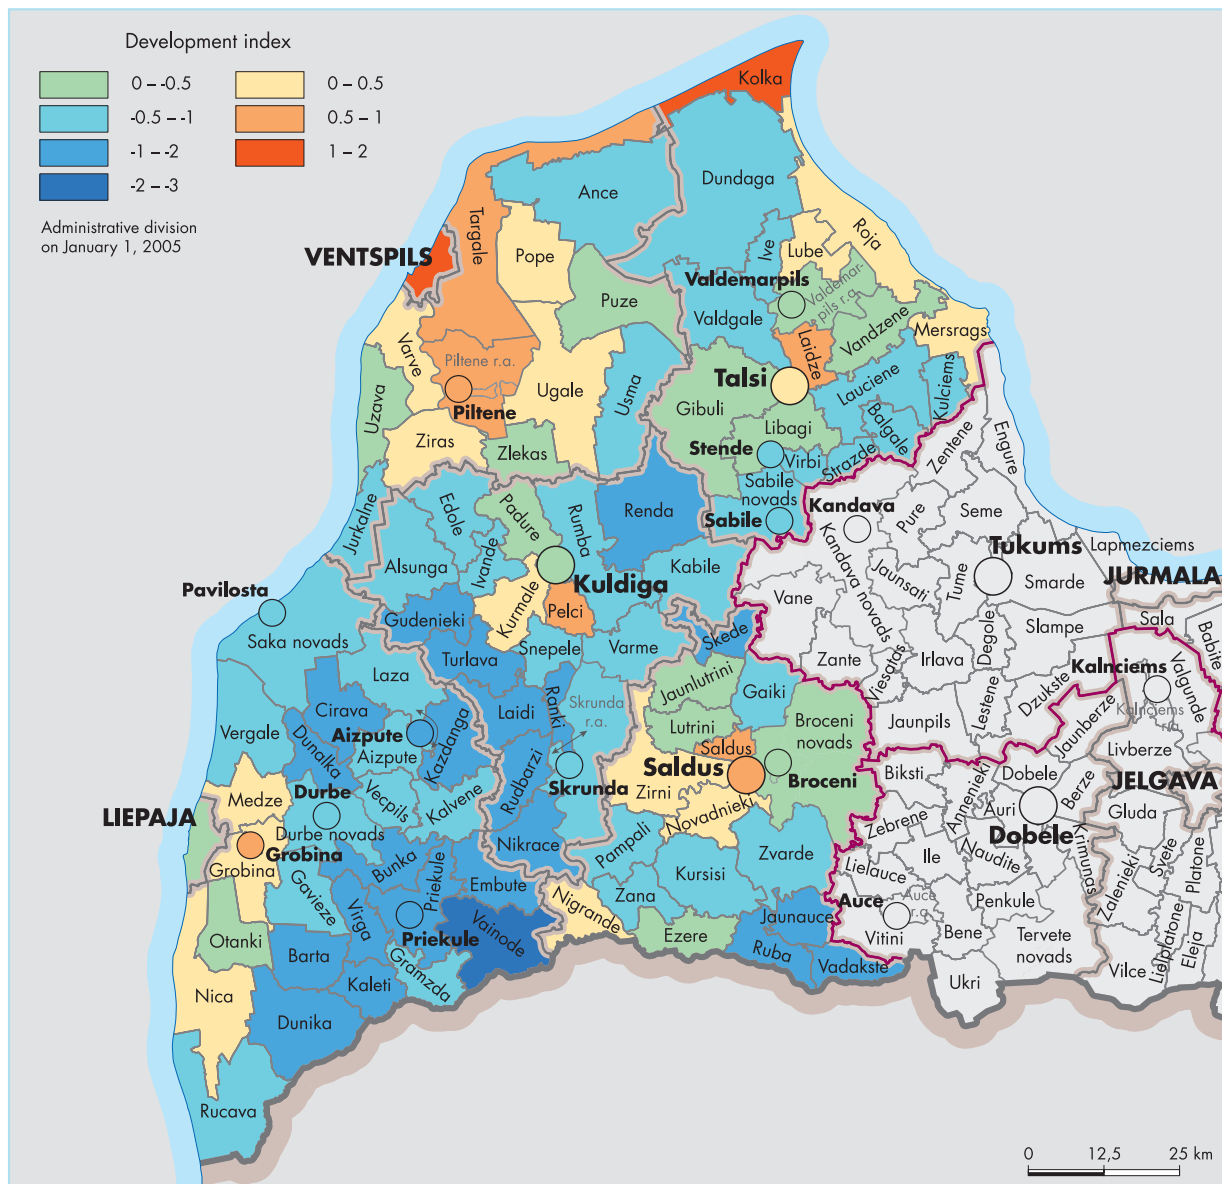 Development index
0 – -0.5
0 – 0.5
-0.5 – -1
0.5 – 1
-1 – -2
1 – 2
-2 – -3
Administrative division
on January 1, 2005
Kolka
Ance
Dundaga
Targale
Roja
VENTSPILS
Pope
Ive
Lube
Valdemarpils
Valdemar-
pils r.a.
Puze
Valdgale
Vandzene
Mersrags
Varve
Piltene r.a.
Laidze
Talsi
Lauciene
Kulciems
Ugale
Usma
Uzava
Piltene
Gibuli
Libagi
Balgale
Ziras
Zlekas
Stende
Virbi
Strazde
Zentene
Engure
Sabile
novads
Jurkalne
Edole
Padure
Rumba
Renda
Sabile
Kandava
Pure
Seme
Alsunga
Ivande
Kuldiga
Kabile
Kandava novads
Jaunsati
Tume
Tukums
Lapmezciems
Smarde
JURMALA
Pavilosta
Saka novads
Gudenieki
Kurmale
Pelci
Skede
Vane
Slampe
Sala
Babite
Turlava
Snepele
Varme
Zante
Viesatas
Irlava
Degole
Kalnciems
Valgunde
Laza
Ranki
Skrunda
r.a.
Jaunlutrini
Gaiki
Lestene
Dzukste
Kalnciems
r.a.
Cirava
Laidi
Lutrini
Broceni
novads
Jaunpils
Jaunberze
Vergale
Dunalka
Aizpute
Aizpute
Kazdanga
Saldus
Saldus
Livberze
Rudbarzi
Skrunda
Zirni
Broceni
Biksti
Annenieki
Dobele
Berze
JELGAVA
Medze
Durbe
Vecpils
Kalvene
Novadnieki
Auri
Dobele
Gluda
LIEPAJA
Durbe novads
Zebrene
Krimunas
Grobina
Grobina
Bunka
Nikrace
Pampali
Zvarde
Ile
Naudite
Gavieze
Priekule
Embute
Kursisi
Lielauce
Zalenieki
Svete
Platone
Virga
Zana
Penkule
Priekule
Vainode
Nigrande
Jaunauce
Auce
Auce
r.a.
Otanki
Ezere
Vitini
Bene
Tervete
novads
Lielplatone
Eleja
Barta
Gramzda
Ruba
Vadakste
Vilce
Nica
Kaleti
Ukri
Dunika
Rucava
0 12,5 25 km